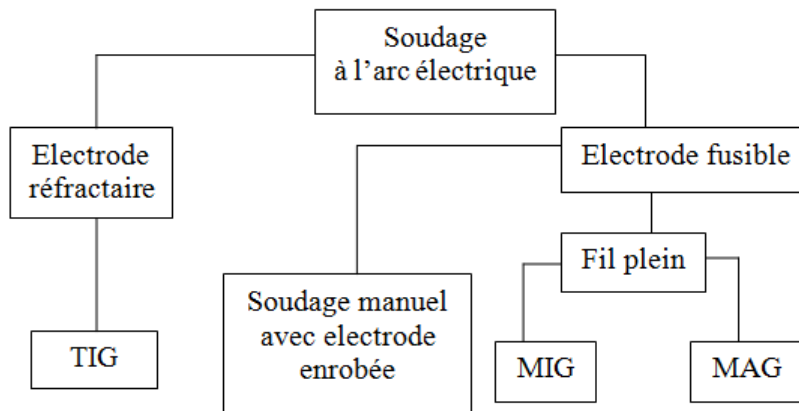 Soudage
à l’arc électrique
Electrode
réfractaire
Electrode fusible
Fil plein
Soudage manuel
avec electrode
enrobée
TIG
MIG
MAG